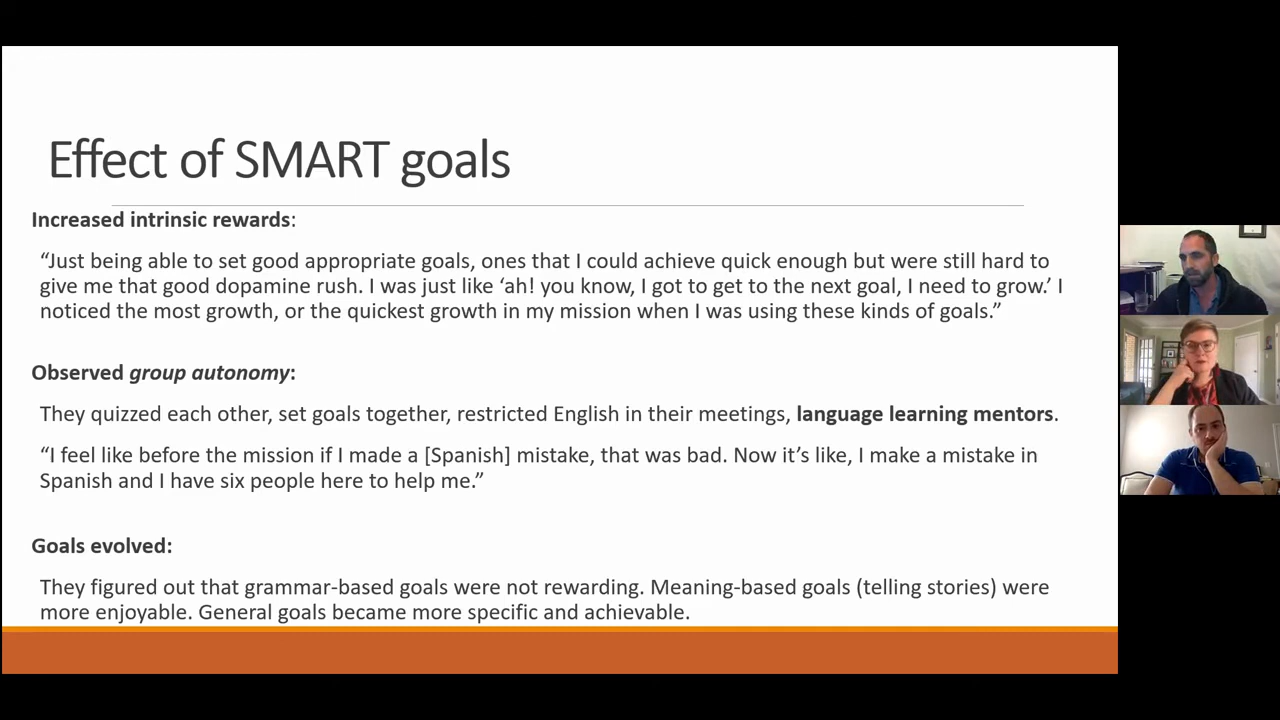 Effect of SMART goals
Increased intrinsic rewards:
“Just being able to set good appropriate goals, ones that I could achieve quick enough but were still hard to
give me that good dopamine rush. I was just like ‘ah! you know, I got to get to the next goal, I need to grow.’ I
noticed the most growth, or the quickest growth in my mission when I was using these kinds of goals.”
Observed group autonomy:
They quizzed each other, set goals together, restricted English in their meetings, language learning mentors.
“I feel like before the mission if I made a [Spanish] mistake, that was bad. Now it’s like, I make a mistake in
Spanish and I have six people here to help me.”
Goals evolved:
They figured out that grammar-based goals were not rewarding. Meaning-based goals (telling stories) were
more enjoyable. General goals became more specific and achievable.